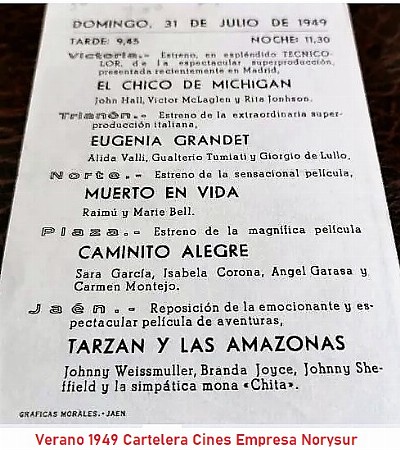 DOMINGO, 31 DE JULIO DE 1949
TARDE: 9,45 NOCHE: 11,30
Victoria.- Estreno, en espléndido TECNICO-
LOR, de la espectacular superproducción,
presentada recientemente en Madrid,
EL CHICO DE MICHIGAN
John Hall, Victor McLaglen y Rita Jonhson.
Trianón.- Estreno de la extraordinaria super-
producción italiana,
EUGENIA GRANDET
Alida Valli, Gualterio Tumiati y Giorgio de Lullo.
Norte.- Estreno de la sensacional película,
MUERTO EN VIDA
Raimú y Marie Bell.
Plaza.- Estreno de la magnífica película
CAMINITO ALEGRE
Sara García, Isabela Corona, Angel Garasa y
Carmen Montejo.
Jaén.- Reposición de la emocionante y es-
pectacular película de aventuras,
TARZAN Y LAS AMAZONAS
Johnny Weissmuller, Branda Joyce, Johnny She-
ffield y la simpática mona «Chita».
GRAFICAS MORALES.-JAEN.
Verano 1949 Cartelera Cines Empresa Norysur